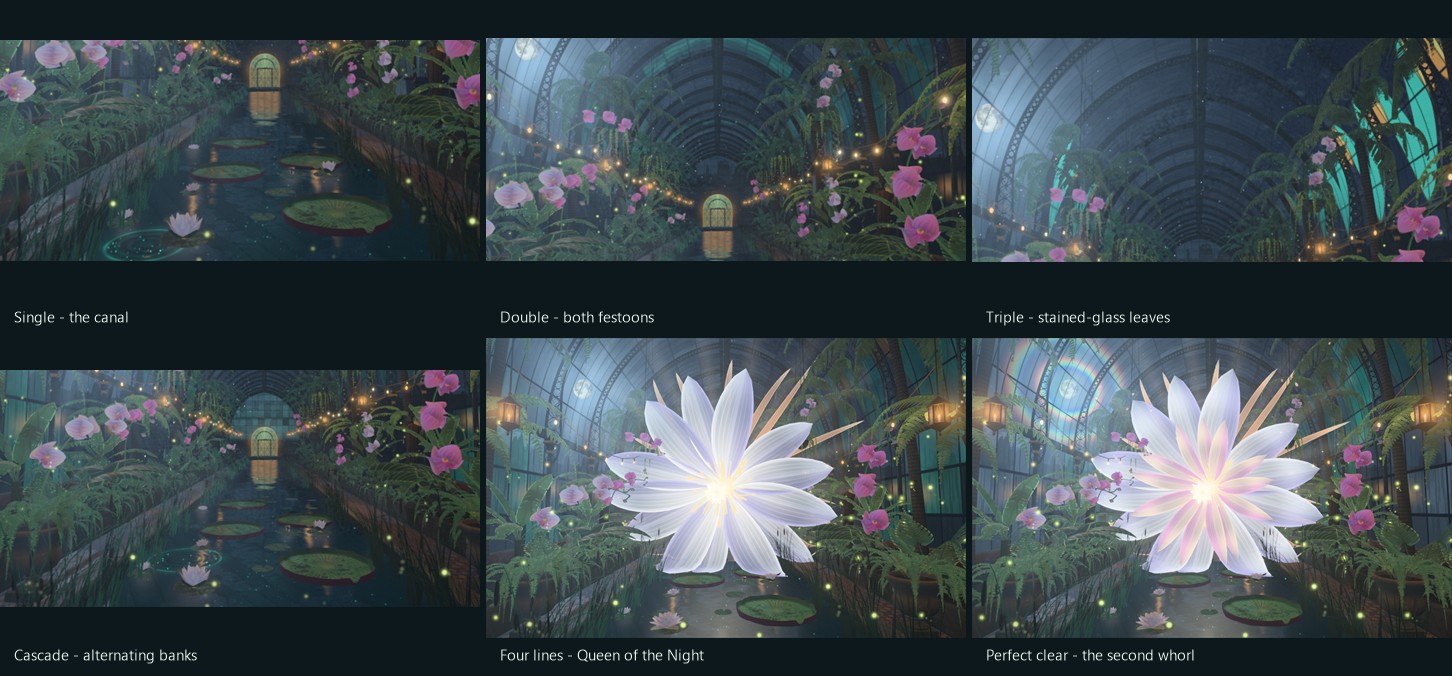 Single - the canal
Double - both festoons
Triple - stained-glass leaves
Cascade - alternating banks
Four lines - Queen of the Night
Perfect clear - the second whorl